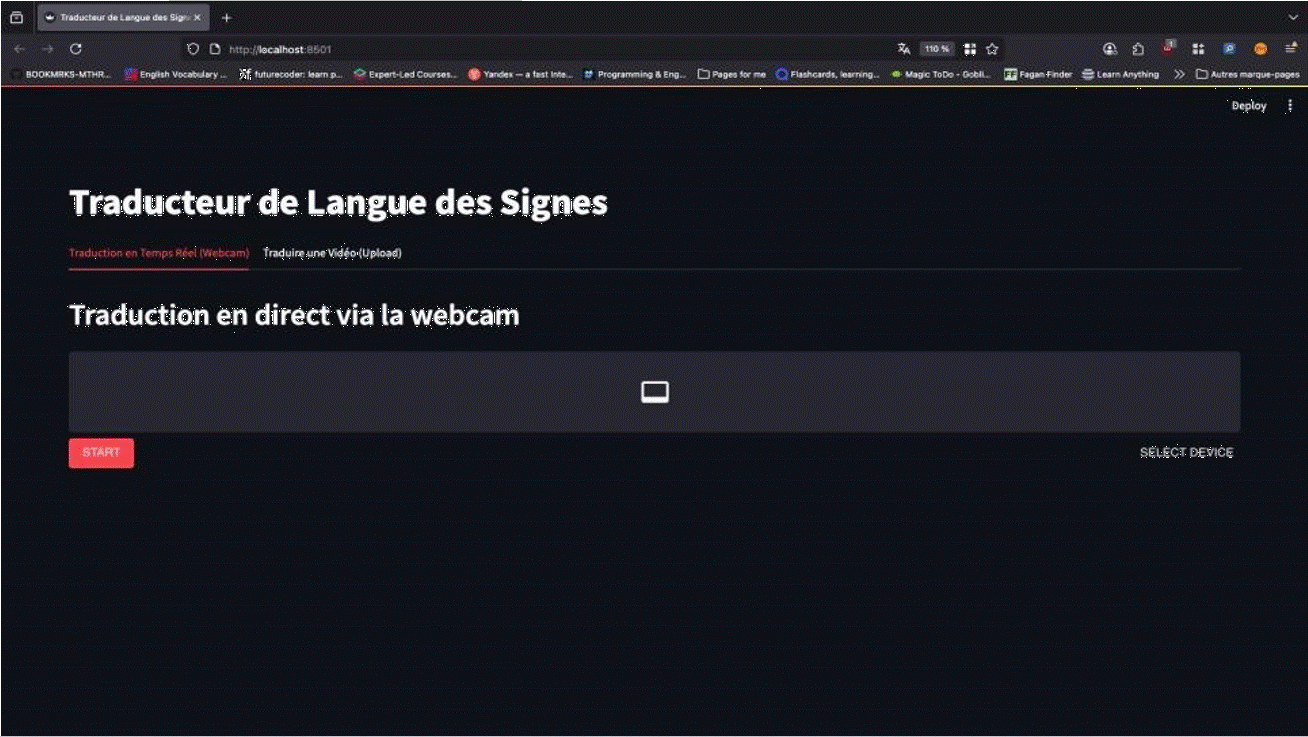 Traducteur de Langue des Signe
http://localhost:8501
110 %
BOOKMRKS-MTHR... English Vocabulary ... futurecoder: learn p... Expert-Led Courses... Yandex — a fast Inte... Programming & Eng... Pages for me Flashcards, learning... Magic ToDo - Gobli... FF Fagan Finder Learn Anything Autres marque-pages
Deploy
Traducteur de Langue des Signes
Traduction en Temps Réel (Webcam) Traduire une Vidéo (Upload)
Traduction en direct via la webcam
START
SELECT DEVICE